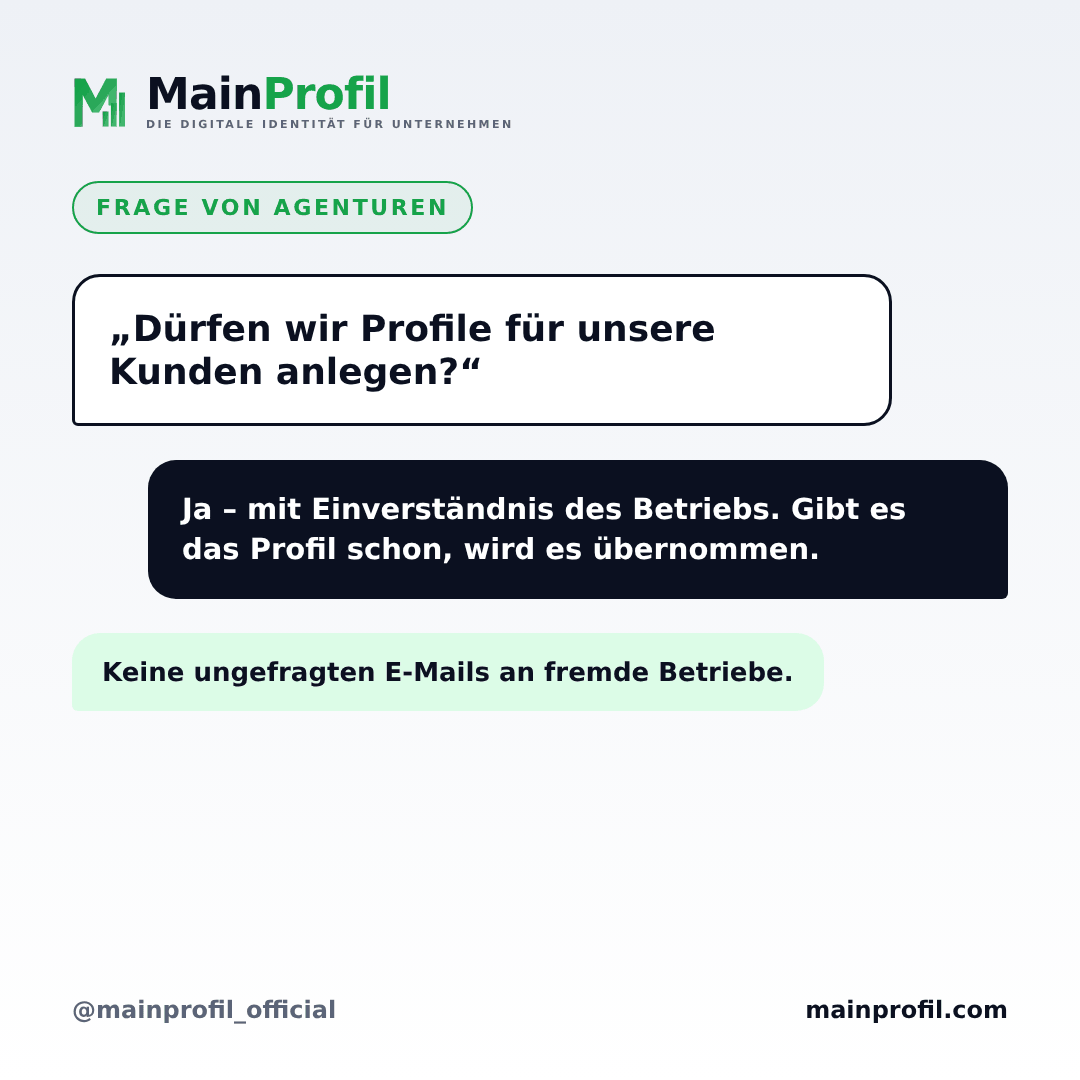 MainProfil
DIE DIGITALE IDENTITÄT FÜR UNTERNEHMEN
FRAGE VON AGENTUREN
„Dürfen wir Profile für unsere
Kunden anlegen?“
Ja – mit Einverständnis des Betriebs. Gibt es
das Profil schon, wird es übernommen.
Keine ungefragten E-Mails an fremde Betriebe.
@mainprofil_official
mainprofil.com